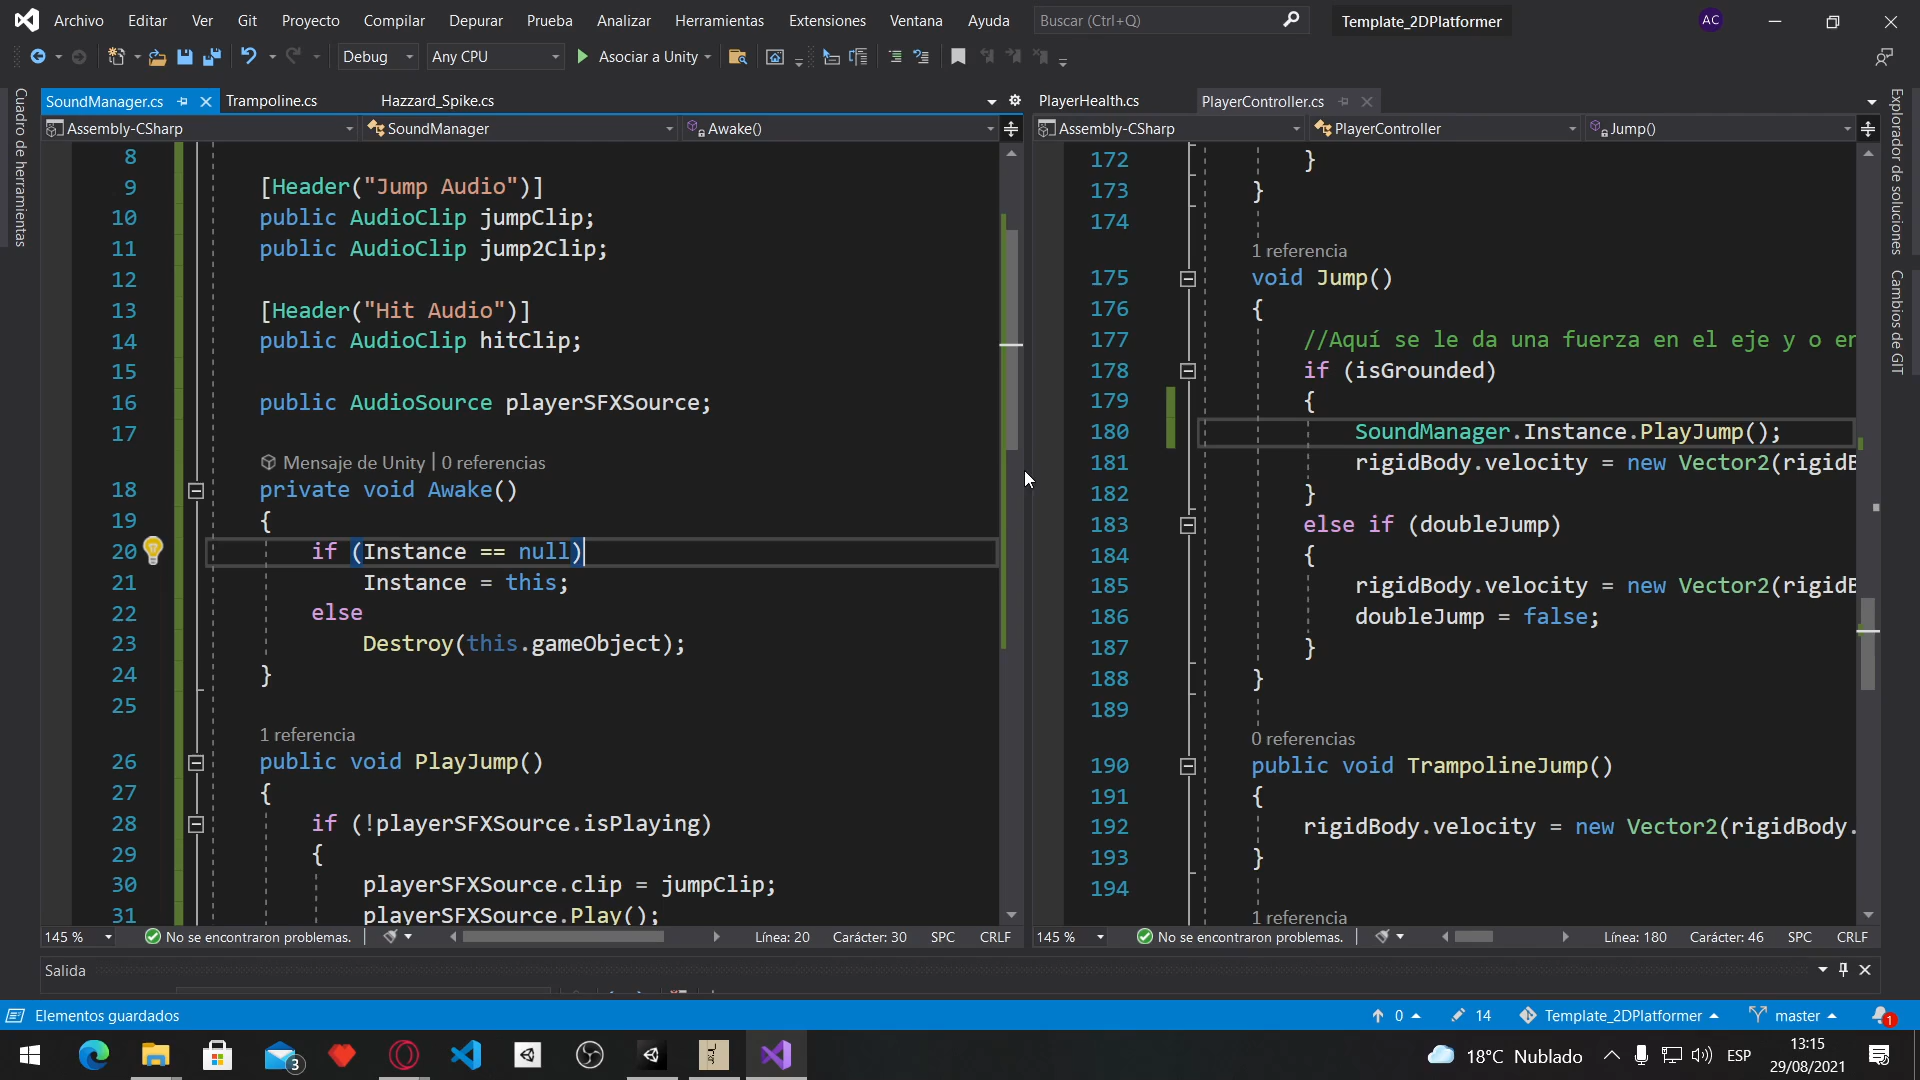 Archivo Editar Ver Git Proyecto Compilar Depurar Prueba Analizar Herramientas Extensiones Ventana Ayuda Buscar (Ctrl+Q) Template_2DPlatformer AC
Debug Any CPU Asociar a Unity
Cuadro de herramientas
SoundManager.cs Trampoline.cs Hazzard_Spike.cs
Assembly-CSharp SoundManager Awake()
8
9 [Header("Jump Audio")]
10 public AudioClip jumpClip;
11 public AudioClip jump2Clip;
12
13 [Header("Hit Audio")]
14 public AudioClip hitClip;
15
16 public AudioSource playerSFXSource;
17
Mensaje de Unity | 0 referencias
18 private void Awake()
19 {
20 if (Instance == null)
21 Instance = this;
22 else
23 Destroy(this.gameObject);
24 }
25
1 referencia
26 public void PlayJump()
27 {
28 if (!playerSFXSource.isPlaying)
29 {
30 playerSFXSource.clip = jumpClip;
31 playerSFXSource.Play();
145 % No se encontraron problemas. Línea: 20 Carácter: 30 SPC CRLF
PlayerHealth.cs PlayerController.cs
Assembly-CSharp PlayerController Jump()
172 }
173 }
174
1 referencia
175 void Jump()
176 {
177 //Aquí se le da una fuerza en el eje y o en
178 if (isGrounded)
179 {
180 SoundManager.Instance.PlayJump();
181 rigidBody.velocity = new Vector2(rigidB
182 }
183 else if (doubleJump)
184 {
185 rigidBody.velocity = new Vector2(rigidB
186 doubleJump = false;
187 }
188 }
189
0 referencias
190 public void TrampolineJump()
191 {
192 rigidBody.velocity = new Vector2(rigidBody.
193 }
194
1 referencia
145 % No se encontraron problemas. Línea: 180 Carácter: 46 SPC CRLF
Explorador de soluciones
Cambios de GIT
Salida
Elementos guardados 0 14 Template_2DPlatformer master 1
3 18°C Nublado ESP 13:15
29/08/2021